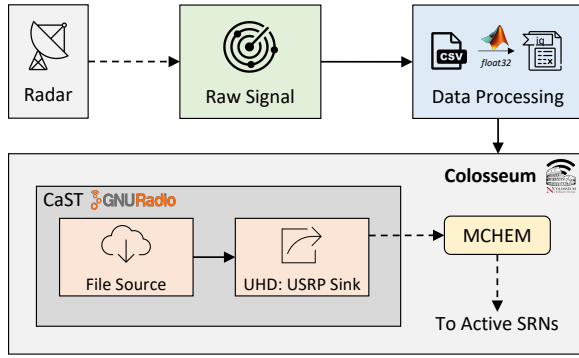 Radar
Raw Signal
CSV
float32
iq
Data Processing
Colosseum
CaST GNURadio
File Source
UHD: USRP Sink
MCHEM
To Active SRNs